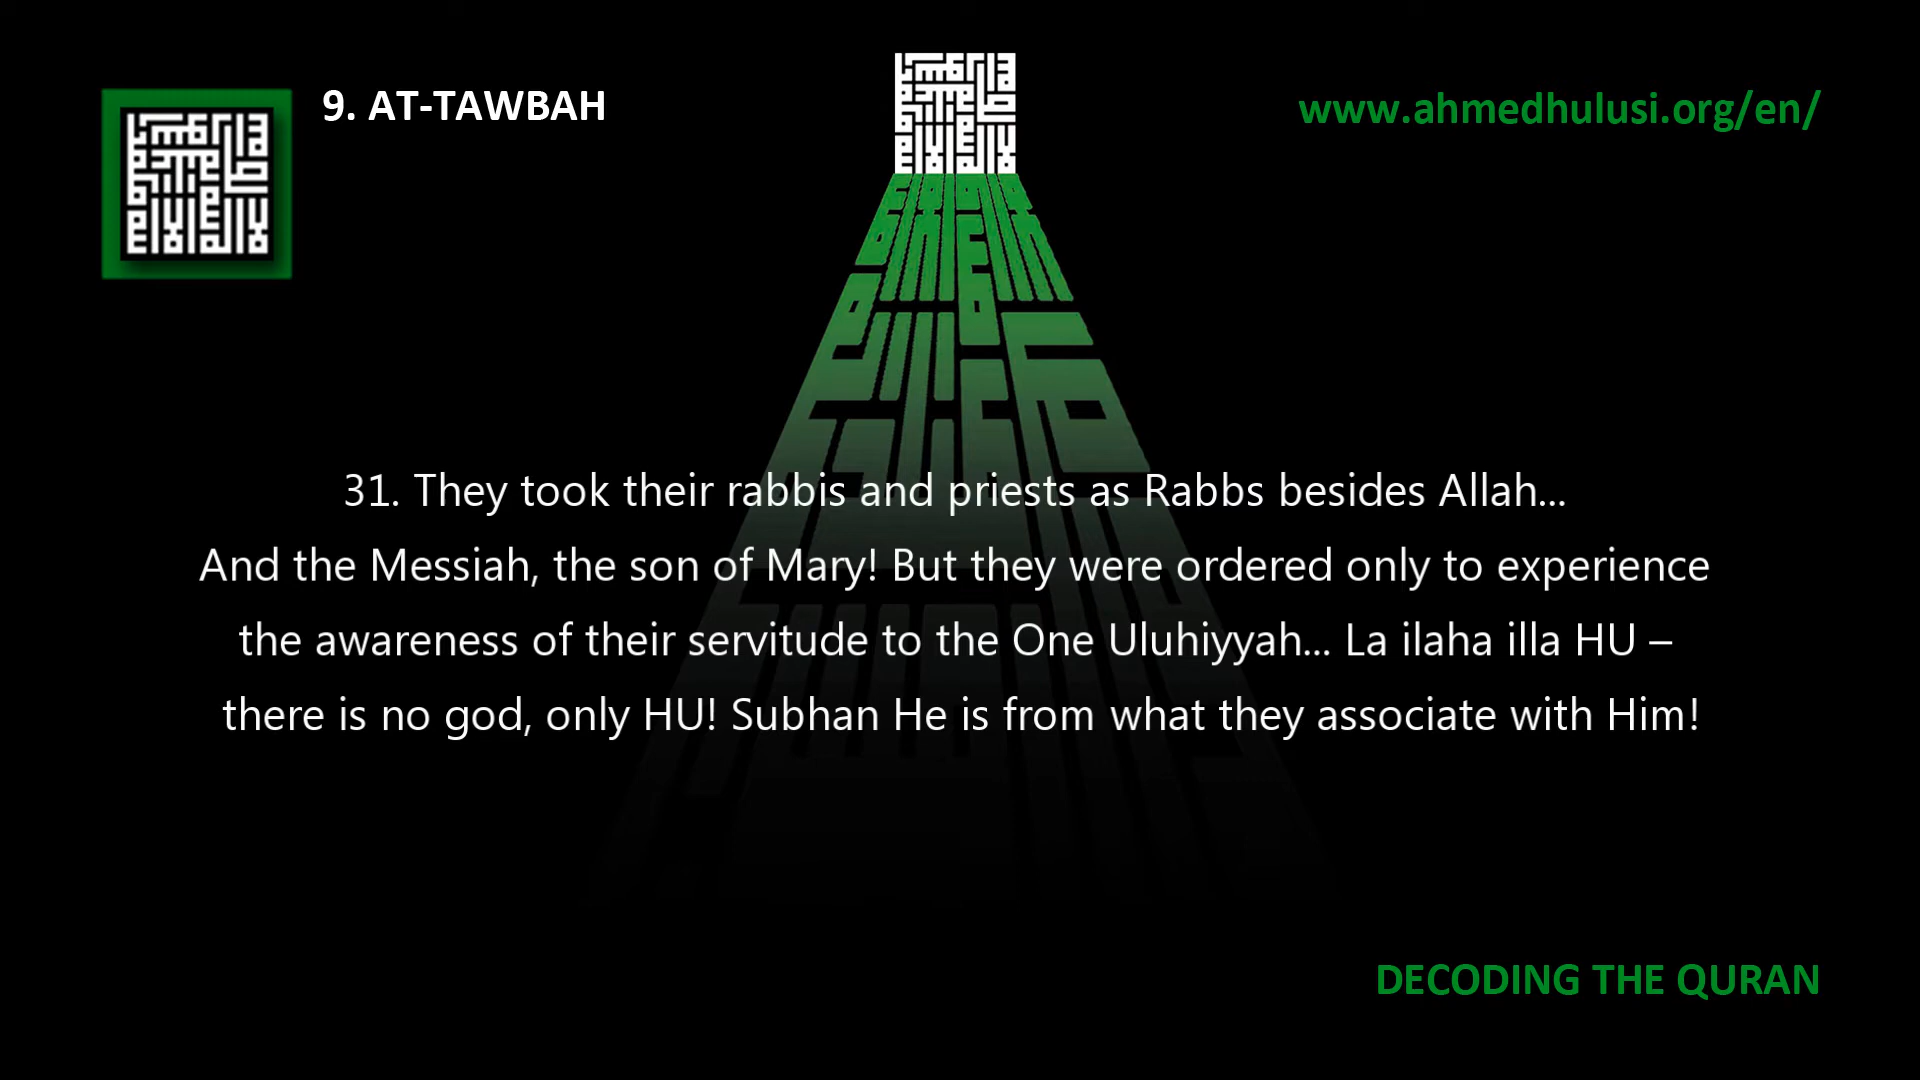 9. AT-TAWBAH
www.ahmedhulusi.org/en/
31. They took their rabbis and priests as Rabbs besides Allah...
And the Messiah, the son of Mary! But they were ordered only to experience
the awareness of their servitude to the One Uluhiyyah... La ilaha illa HU –
there is no god, only HU! Subhan He is from what they associate with Him!
DECODING THE QURAN